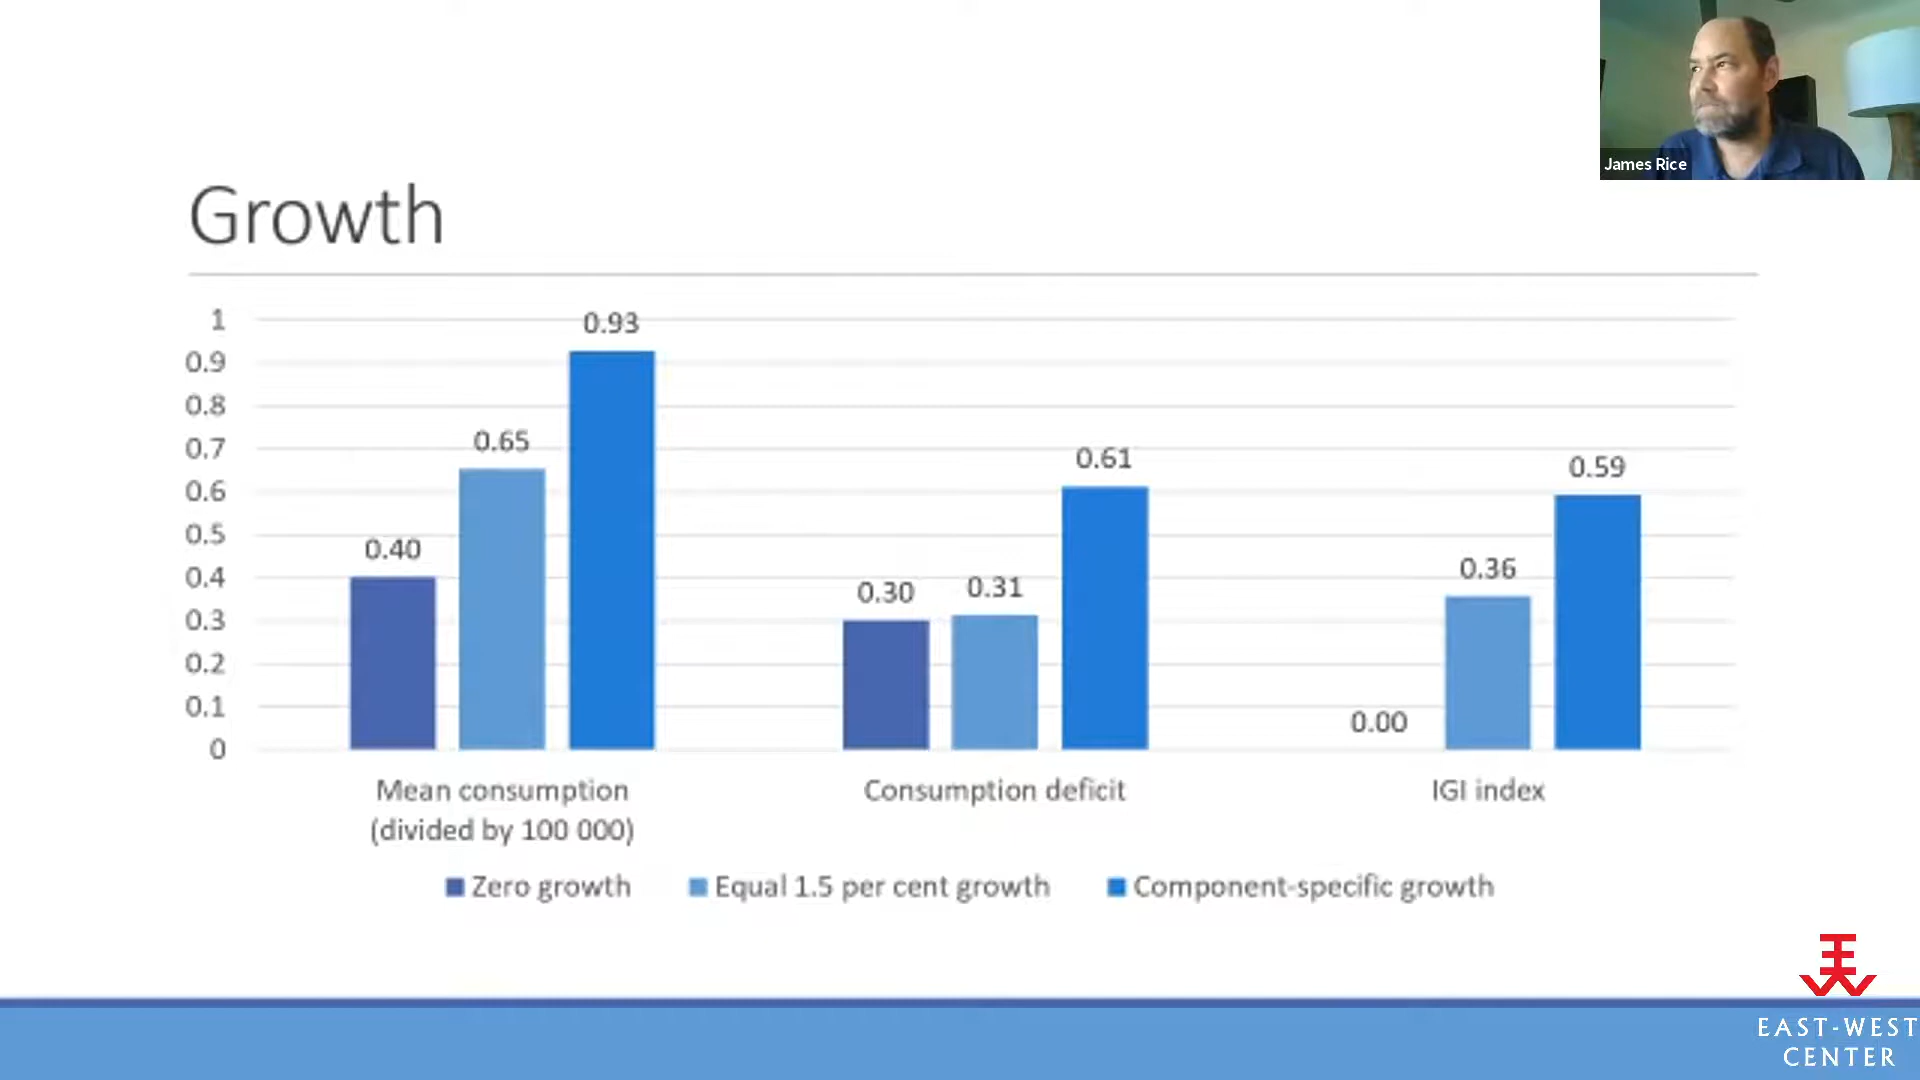 James Rice
Growth
1
0.9
0.8
0.7
0.6
0.5
0.4
0.3
0.2
0.1
0
0.40
0.65
0.93
0.30
0.31
0.61
0.00
0.36
0.59
Mean consumption
(divided by 100 000)
Consumption deficit
IGI index
Zero growth
Equal 1.5 per cent growth
Component-specific growth
EAST-WEST
CENTER